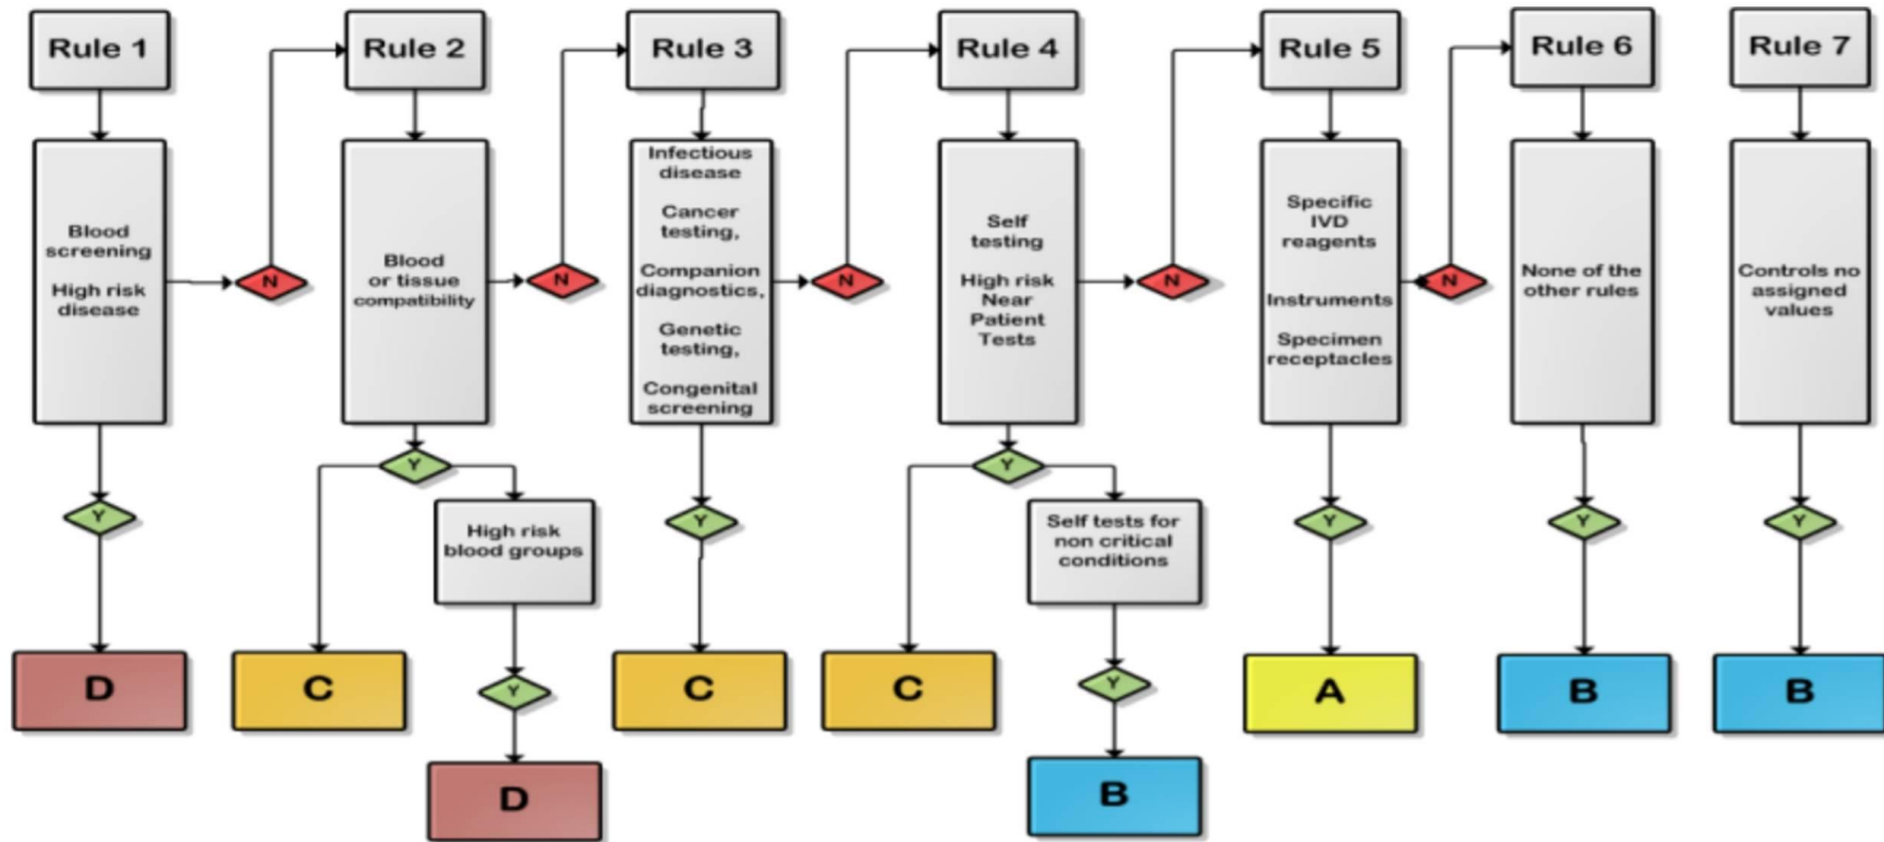 Rule 1
Rule 2
Rule 3
Rule 4
Rule 5
Rule 6
Rule 7
Blood
screening
High risk
disease
N
Blood
or tissue
compatibility
N
Infectious
disease
Cancer
testing,
Companion
diagnostics,
Genetic
testing,
Congenital
screening
N
Self
testing
High risk
Near
Patient
Tests
N
Specific
IVD
reagents
Instruments
Specimen
receptacles
N
None of the
other rules
Controls no
assigned
values
Y
Y
High risk
blood groups
Y
Y
Y
Self tests for
non critical
conditions
Y
Y
Y
Y
D
C
D
C
C
B
A
B
B